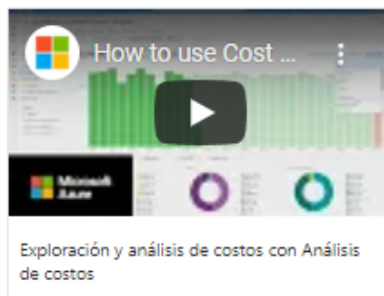 How to use Cost ...
Microsoft
Azure
Exploración y análisis de costos con Análisis
de costos